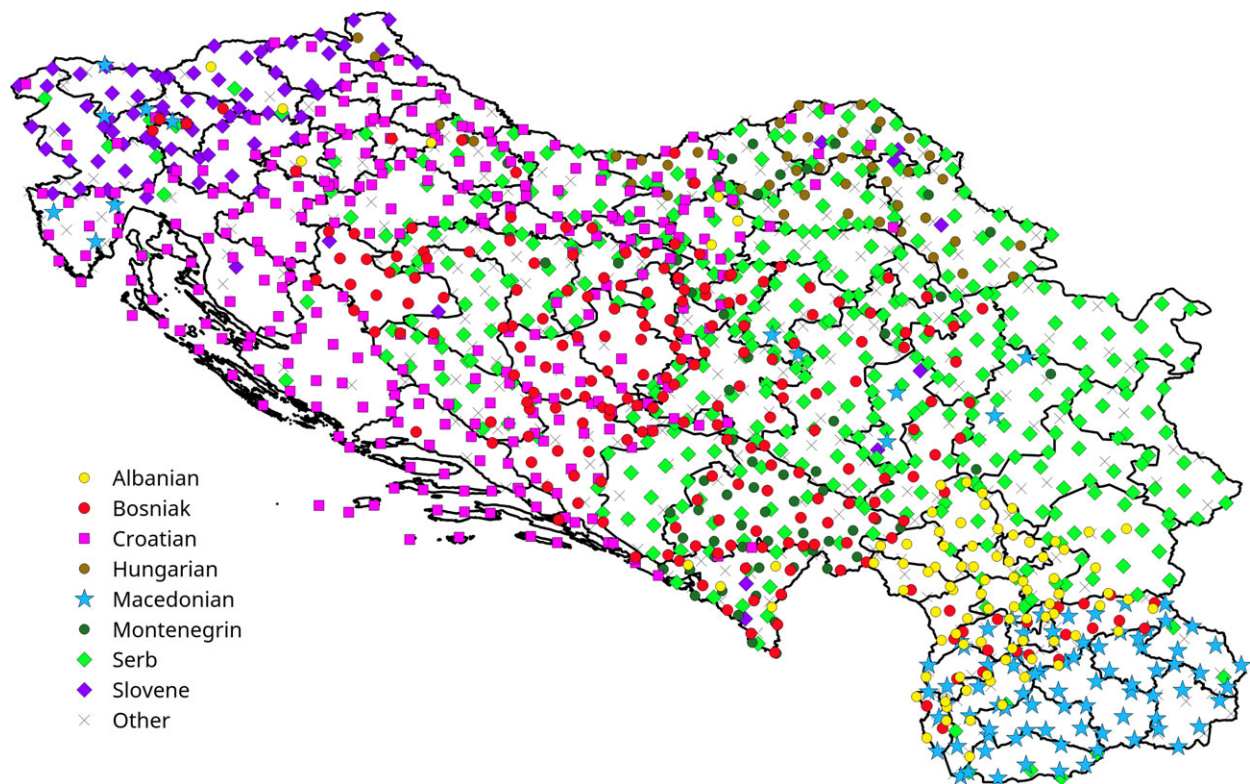 Albanian
Bosniak
Croatian
Hungarian
Macedonian
Montenegrin
Serb
Slovene
Other